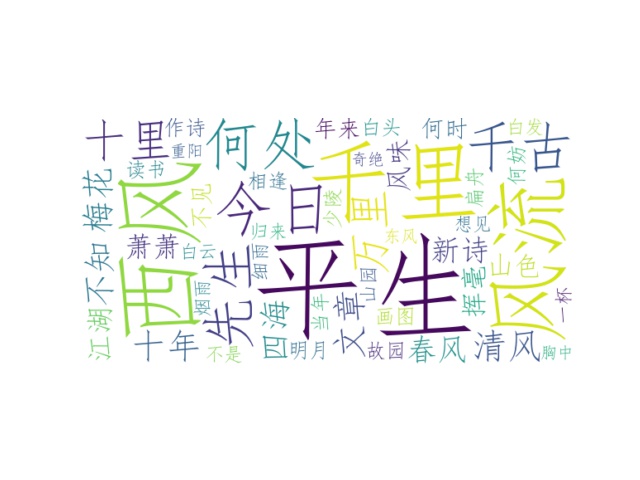 十里
作诗
重阳
何处
年来
白头
何时
千古
白发
读书
相逢
奇绝
风味
扁舟
何妨
梅花
西风
不见
今日
少陵
千里
万里
想见
风流
不知
萧萧
白云
归来
东风
新诗
山色
江湖
烟雨
先生
细雨
平生
山园
挥毫
一杯
四海
当年
文章
画图
十年
不是
明月
故园
春风
清风
胸中